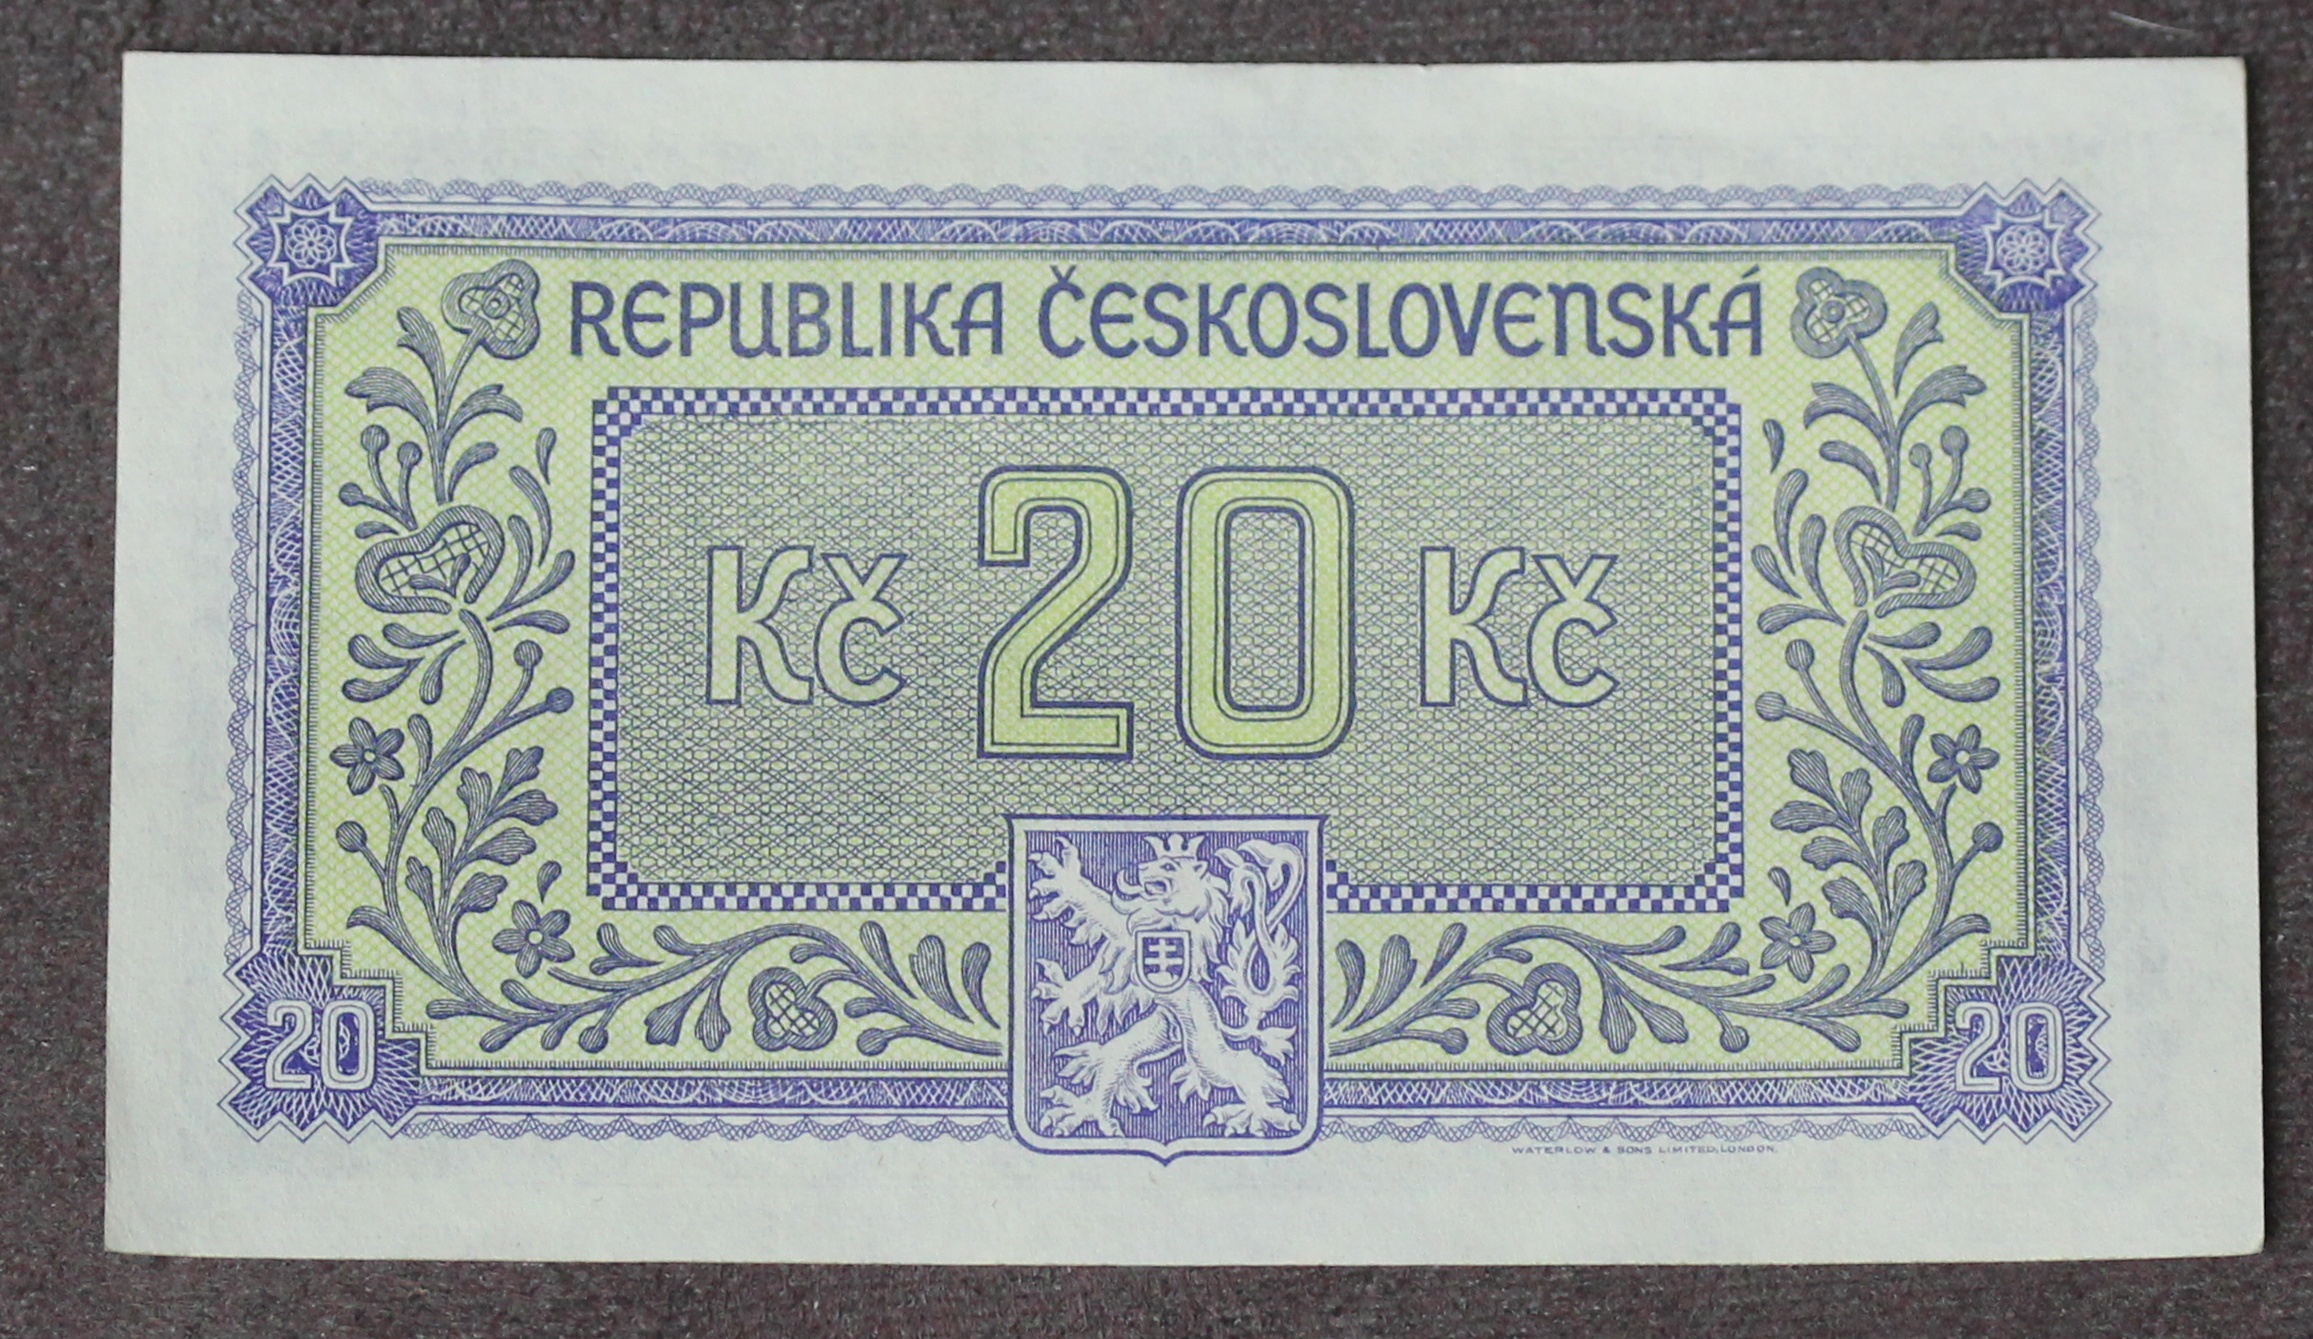 REPUBLIKA ČESKOSLOVENSKÁ
Kč 20 Kč
20 20
WATERLOW & SONS LIMITED, LONDON.